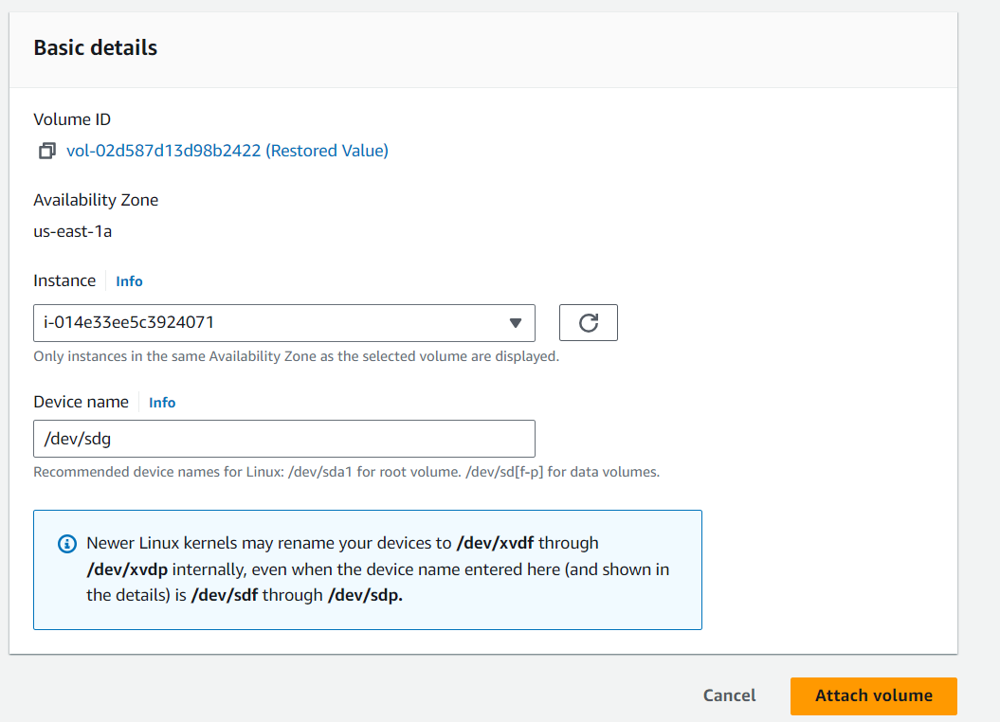 Basic details
Volume ID
vol-02d587d13d98b2422 (Restored Value)
Availability Zone
us-east-1a
Instance Info
i-014e33ee5c3924071
Only instances in the same Availability Zone as the selected volume are displayed.
Device name Info
/dev/sdg
Recommended device names for Linux: /dev/sda1 for root volume. /dev/sd[f-p] for data volumes.
Newer Linux kernels may rename your devices to /dev/xvdf through
/dev/xvdp internally, even when the device name entered here (and shown in
the details) is /dev/sdf through /dev/sdp.
Cancel Attach volume